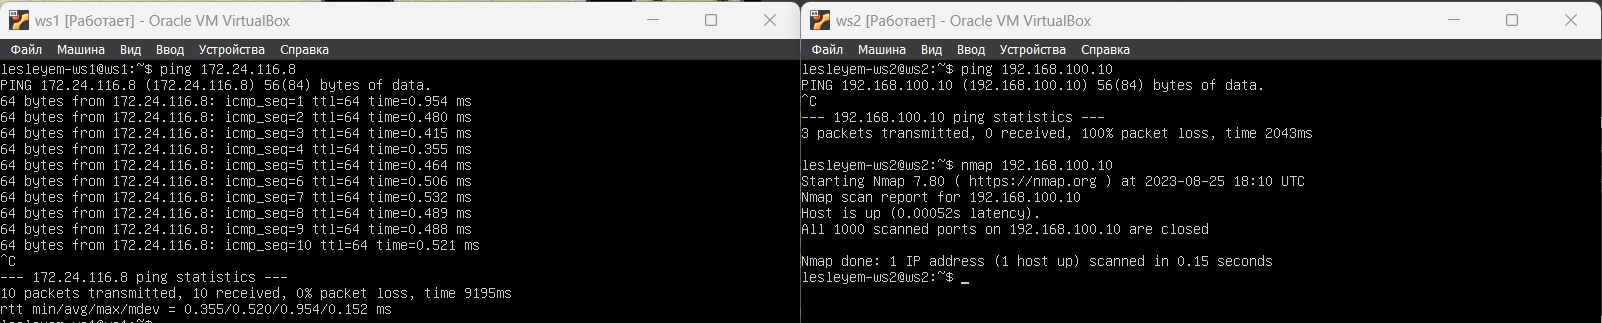 ws1 [Работает] - Oracle VM VirtualBox
Файл Машина Вид Ввод Устройства Справка
lesleyem-ws1@ws1:~$ ping 172.24.116.8
PING 172.24.116.8 (172.24.116.8) 56(84) bytes of data.
64 bytes from 172.24.116.8: icmp_seq=1 ttl=64 time=0.954 ms
64 bytes from 172.24.116.8: icmp_seq=2 ttl=64 time=0.480 ms
64 bytes from 172.24.116.8: icmp_seq=3 ttl=64 time=0.415 ms
64 bytes from 172.24.116.8: icmp_seq=4 ttl=64 time=0.355 ms
64 bytes from 172.24.116.8: icmp_seq=5 ttl=64 time=0.464 ms
64 bytes from 172.24.116.8: icmp_seq=6 ttl=64 time=0.506 ms
64 bytes from 172.24.116.8: icmp_seq=7 ttl=64 time=0.532 ms
64 bytes from 172.24.116.8: icmp_seq=8 ttl=64 time=0.489 ms
64 bytes from 172.24.116.8: icmp_seq=9 ttl=64 time=0.488 ms
64 bytes from 172.24.116.8: icmp_seq=10 ttl=64 time=0.521 ms
^C
--- 172.24.116.8 ping statistics ---
10 packets transmitted, 10 received, 0% packet loss, time 9195ms
rtt min/avg/max/mdev = 0.355/0.520/0.954/0.152 ms
lesleyem-ws1@ws1:~$
ws2 [Работает] - Oracle VM VirtualBox
Файл Машина Вид Ввод Устройства Справка
lesleyem-ws2@ws2:~$ ping 192.168.100.10
PING 192.168.100.10 (192.168.100.10) 56(84) bytes of data.
^C
--- 192.168.100.10 ping statistics ---
3 packets transmitted, 0 received, 100% packet loss, time 2043ms
lesleyem-ws2@ws2:~$ nmap 192.168.100.10
Starting Nmap 7.80 ( https://nmap.org ) at 2023-08-25 18:10 UTC
Nmap scan report for 192.168.100.10
Host is up (0.00052s latency).
All 1000 scanned ports on 192.168.100.10 are closed
Nmap done: 1 IP address (1 host up) scanned in 0.15 seconds
lesleyem-ws2@ws2:~$ _